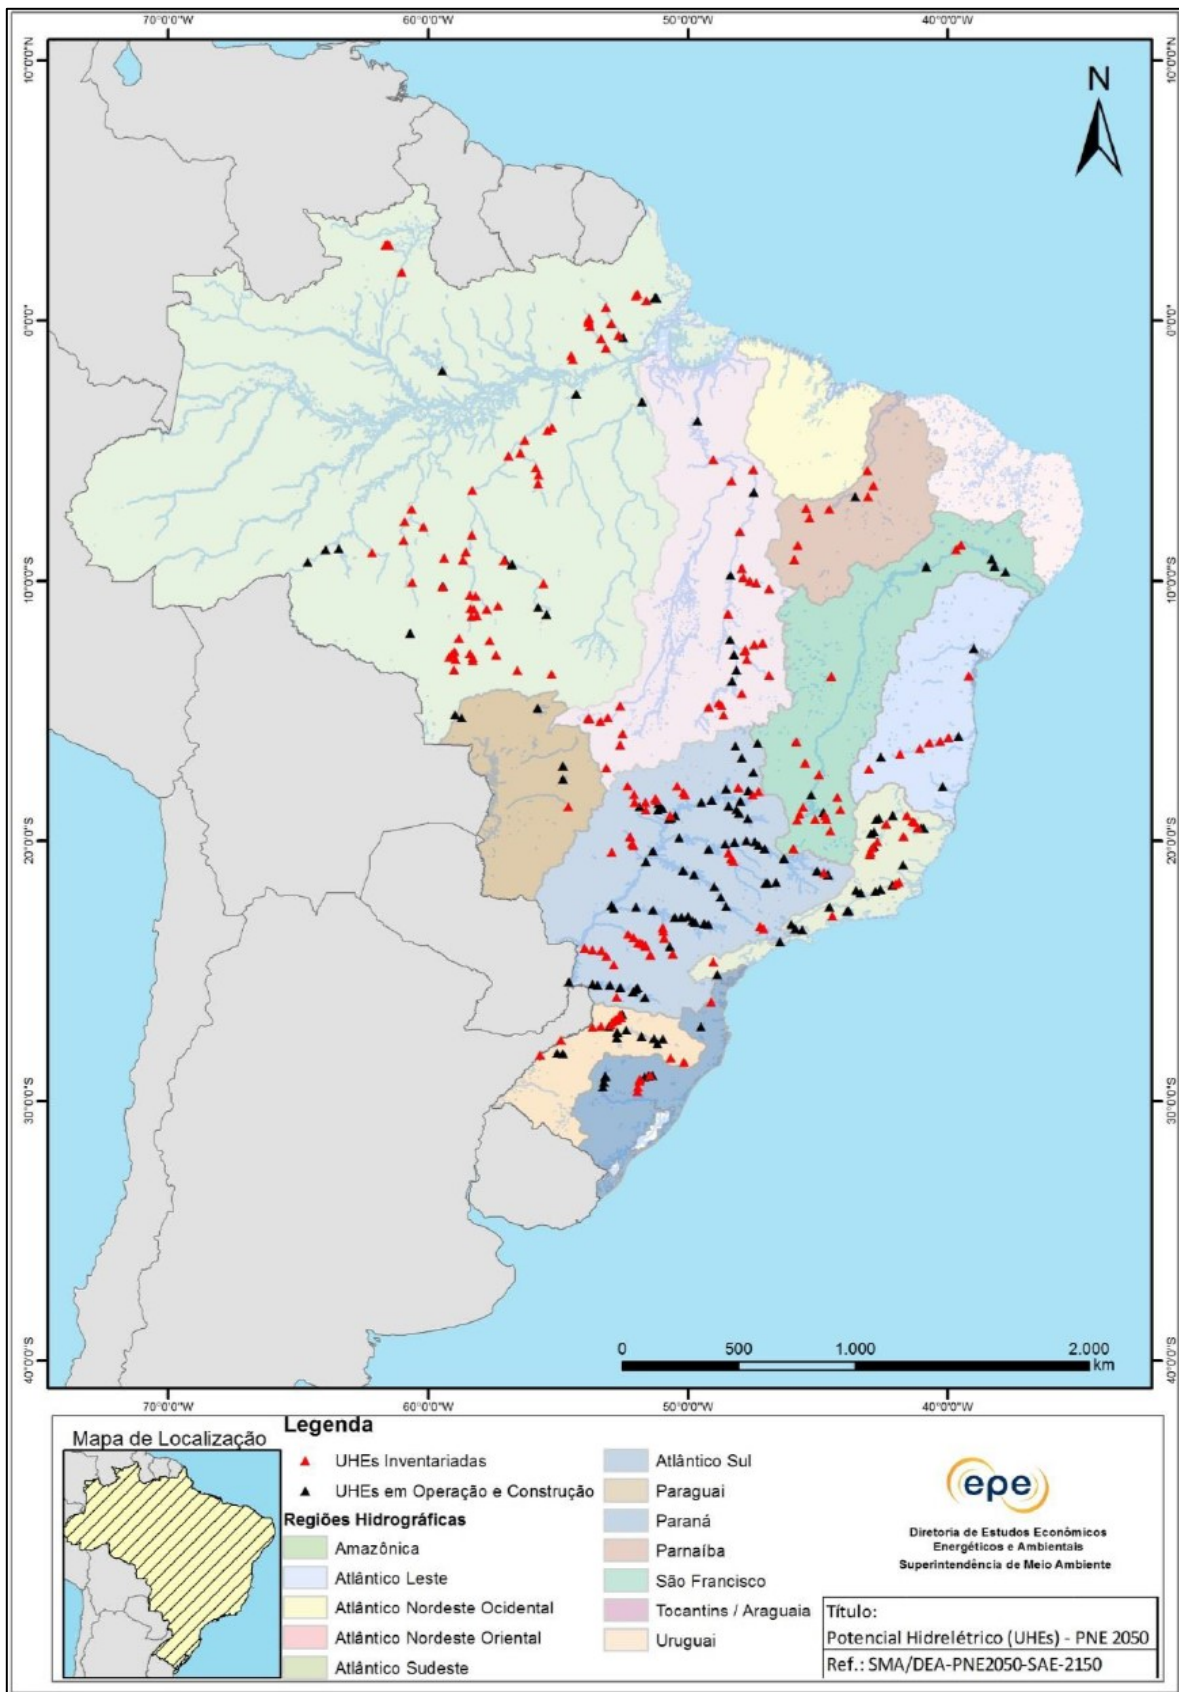 70°0'0"W 60°0'0"W 50°0'0"W 40°0'0"W
10°0'0"N 10°0'0"N
N
0°0'0" 0°0'0"
10°0'0"S 10°0'0"S
20°0'0"S 20°0'0"S
30°0'0"S 30°0'0"S
0 500 1.000 2.000
km
40°0'0"S 40°0'0"S
70°0'0"W 60°0'0"W 50°0'0"W 40°0'0"W
Mapa de Localização
Legenda
UHEs Inventariadas
UHEs em Operação e Construção
Regiões Hidrográficas
Amazônica
Atlântico Leste
Atlântico Nordeste Ocidental
Atlântico Nordeste Oriental
Atlântico Sudeste
Atlântico Sul
Paraguai
Paraná
Parnaíba
São Francisco
Tocantins / Araguaia
Uruguai
epe
Diretoria de Estudos Econômicos
Energéticos e Ambientais
Superintendência de Meio Ambiente
Título:
Potencial Hidrelétrico (UHEs) - PNE 2050
Ref.: SMA/DEA-PNE2050-SAE-2150